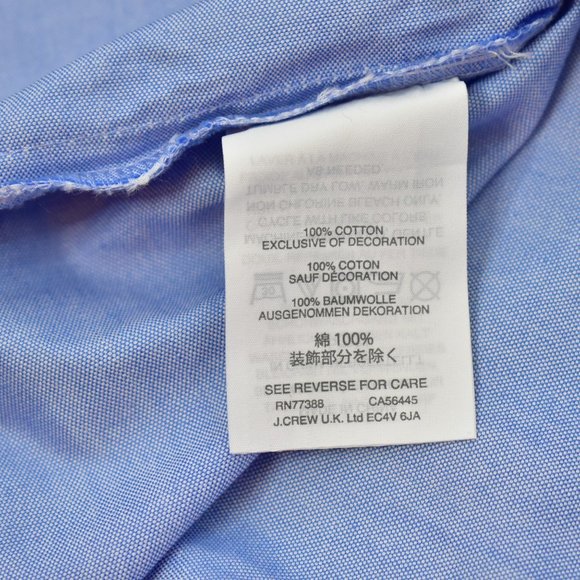 100% COTTON
EXCLUSIVE OF DECORATION
100% COTON
SAUF DÉCORATION
100% BAUMWOLLE
AUSGENOMMEN DEKORATION
綿 100%
装飾部分を除く
SEE REVERSE FOR CARE
RN77388 CA56445
J.CREW U.K. Ltd EC4V 6JA